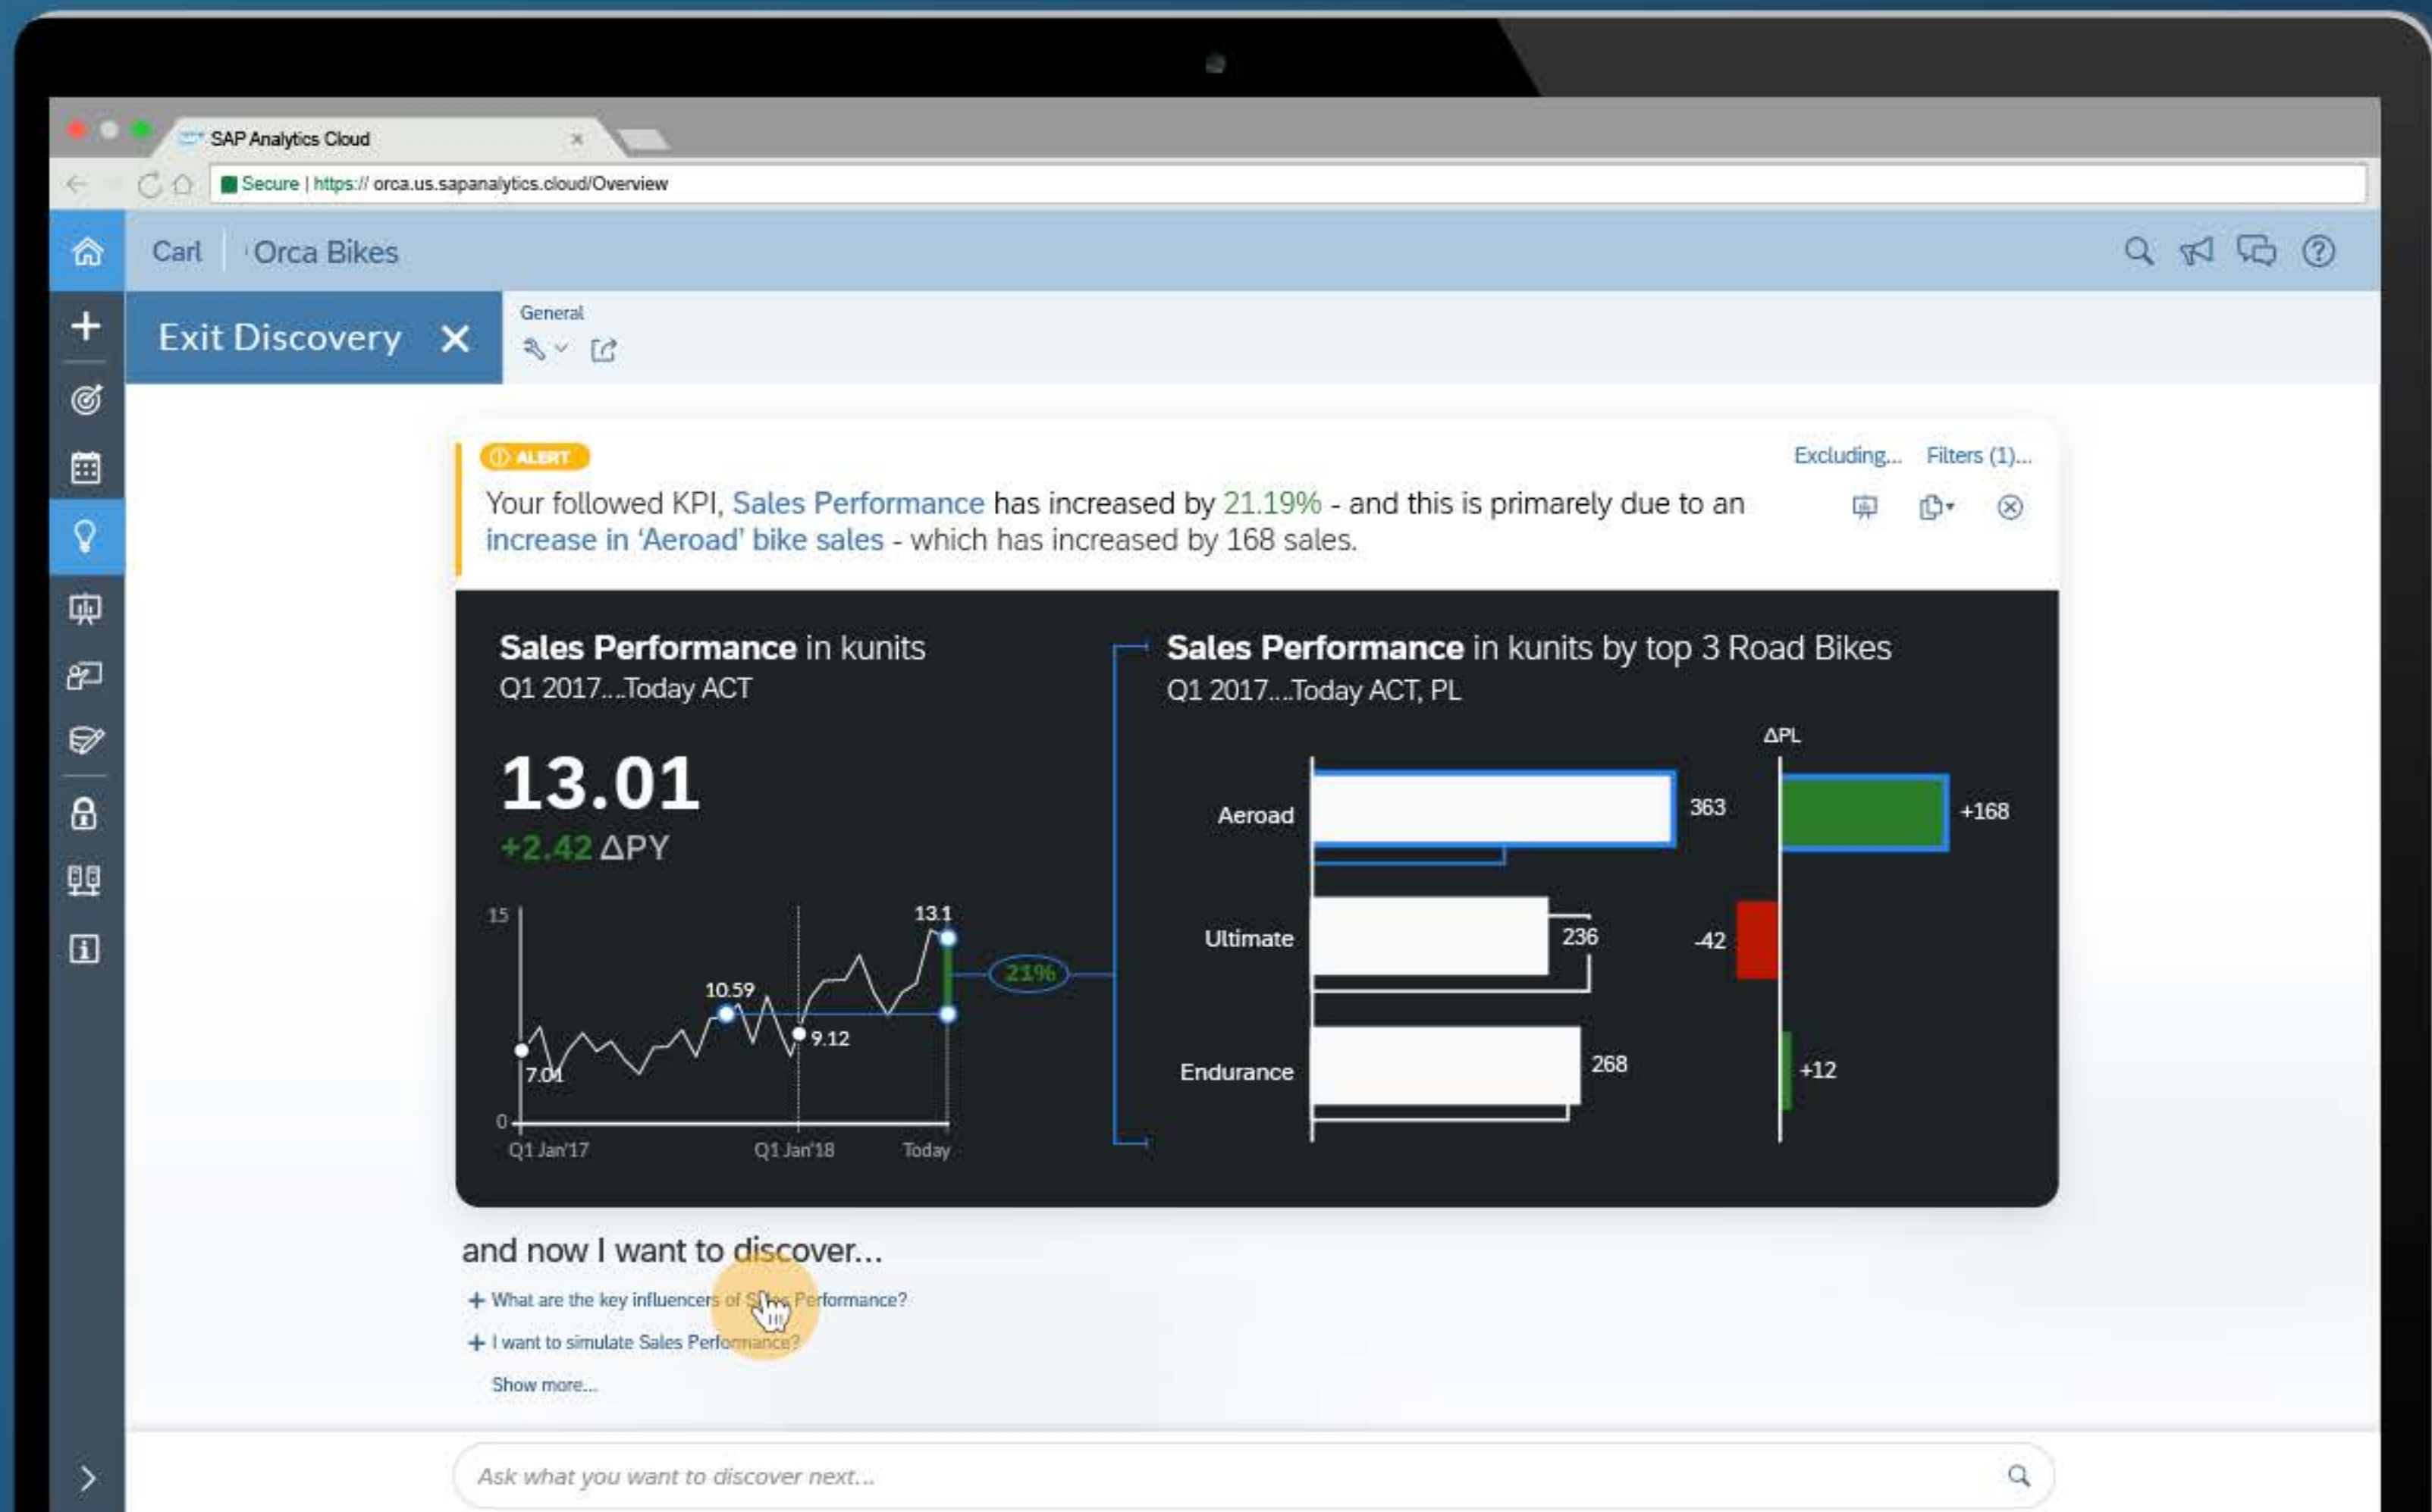 SAP Analytics Cloud
Secure | https:// orca.us.sapanalytics.cloud/Overview
Carl
Orca Bikes
Exit Discovery
General
ALERT
Excluding... Filters (1)...
Your followed KPI, Sales Performance has increased by 21.19% - and this is primarely due to an
increase in ‘Aeroad’ bike sales - which has increased by 168 sales.
Sales Performance in kunits
Q1 2017....Today ACT
13.01
+2.42 ΔPY
15
13.1
10.59
9.12
7.01
0
Q1 Jan'17
Q1 Jan'18
Today
21%
Sales Performance in kunits by top 3 Road Bikes
Q1 2017....Today ACT, PL
ΔPL
Aeroad
363
+168
Ultimate
236
-42
Endurance
268
+12
and now I want to discover...
+ What are the key influencers of Sales Performance?
+ I want to simulate Sales Performance?
Show more...
Ask what you want to discover next...